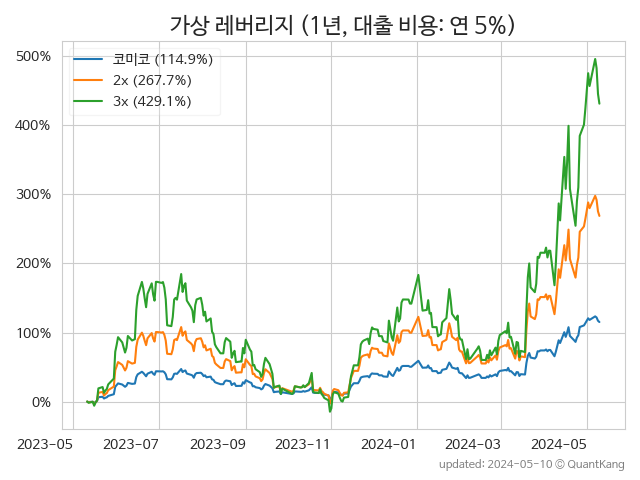 가상 레버리지 (1년, 대출 비용: 연 5%)
코미코 (114.9%)
2x (267.7%)
3x (429.1%)
500%
400%
300%
200%
100%
0%
2023-05
2023-07
2023-09
2023-11
2024-01
2024-03
2024-05
updated: 2024-05-10 © QuantKang